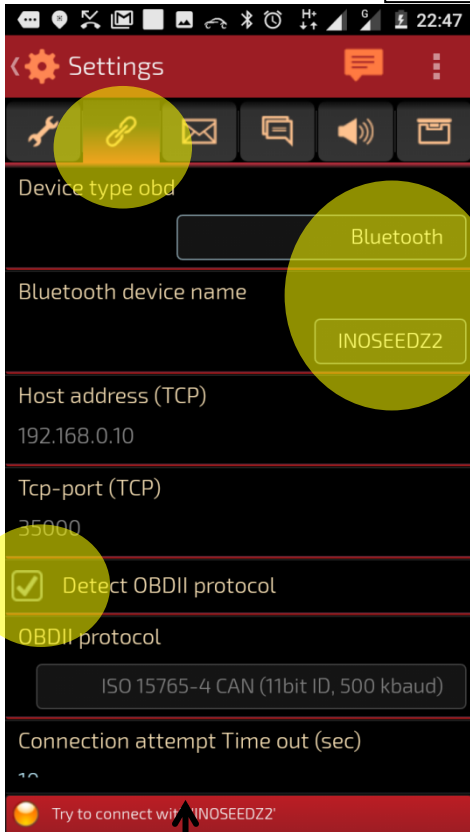 H+
G
22:47
Settings
Device type obd
Bluetooth
Bluetooth device name
INOSEEDZ2
Host address (TCP)
192.168.0.10
Tcp-port (TCP)
35000
Detect OBDII protocol
OBDII protocol
ISO 15765-4 CAN (11bit ID, 500 kbaud)
Connection attempt Time out (sec)
10
Try to connect with 'INOSEEDZ2'